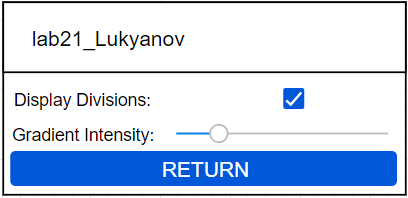 lab21_Lukyanov
Display Divisions:
Gradient Intensity:
RETURN